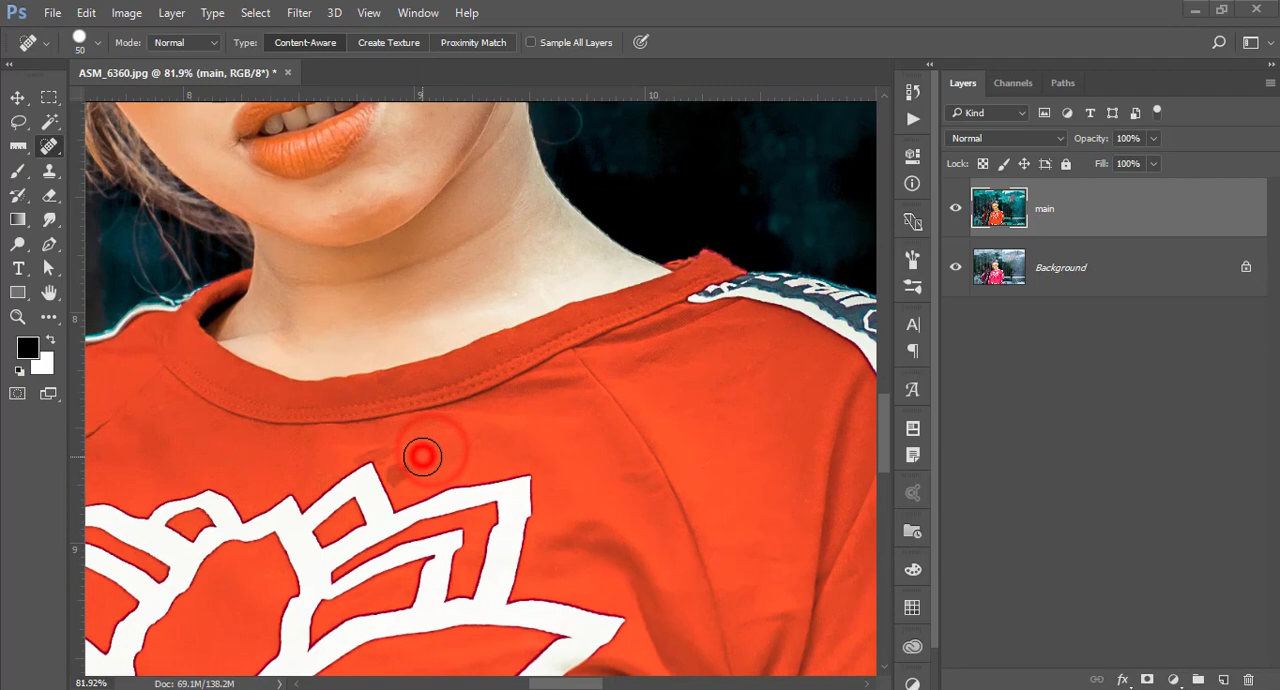 Ps File Edit Image Layer Type Select Filter 3D View Window Help
50 Mode: Normal Type: Content-Aware Create Texture Proximity Match Sample All Layers
ASM_6360.jpg @ 81.9% (main, RGB/8*) * ×
Layers Channels Paths
8 9 10
Kind
Normal Opacity: 100%
Lock: Fill: 100%
main
Background
8
9
81.92% Doc: 69.1M/138.2M